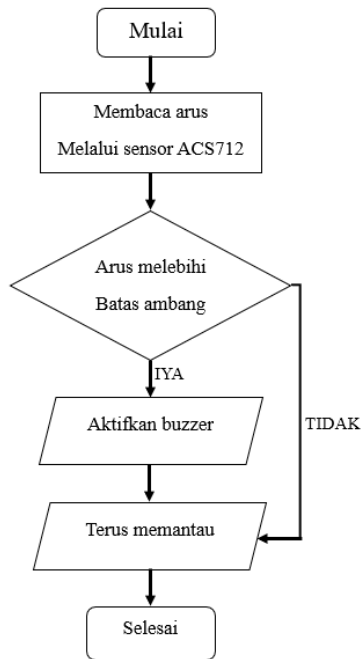 Mulai
Membaca arus
Melalui sensor ACS712
Arus melebihi
Batas ambang
IYA
Aktifkan buzzer
TIDAK
Terus memantau
Selesai